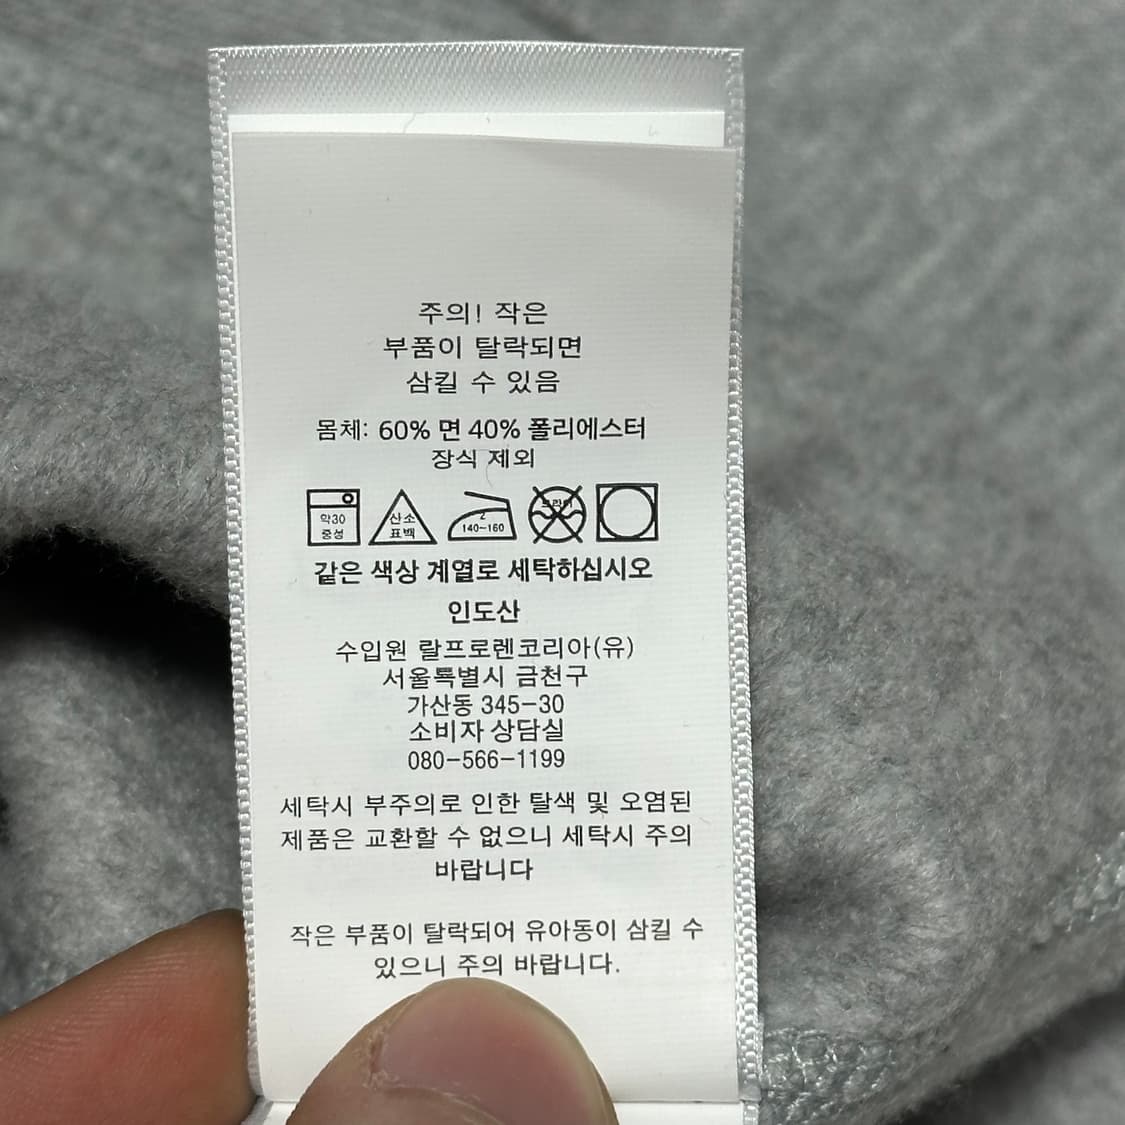 주의! 작은
부품이 탈락되면
삼킬 수 있음
몸체: 60% 면 40% 폴리에스터
장식 제외
약30
중성
산소
표백
2
140~160
드라이
같은 색상 계열로 세탁하십시오
인도산
수입원 랄프로렌코리아(유)
서울특별시 금천구
가산동 345-30
소비자 상담실
080-566-1199
세탁시 부주의로 인한 탈색 및 오염된
제품은 교환할 수 없으니 세탁시 주의
바랍니다
작은 부품이 탈락되어 유아동이 삼킬 수
있으니 주의 바랍니다.